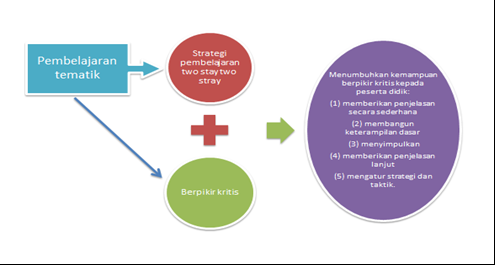 Pembelajaran
tematik
Strategi
pembelajaran
two stay two
stray
Berpikir kritis
Menumbuhkan kemampuan
berpikir kritis kepada
peserta didik:
(1) memberikan penjelasan
secara sederhana
(2) membangun
keterampilan dasar
(3) menyimpulkan
(4) memberikan penjelasan
lanjut
(5) mengatur strategi dan
taktik.